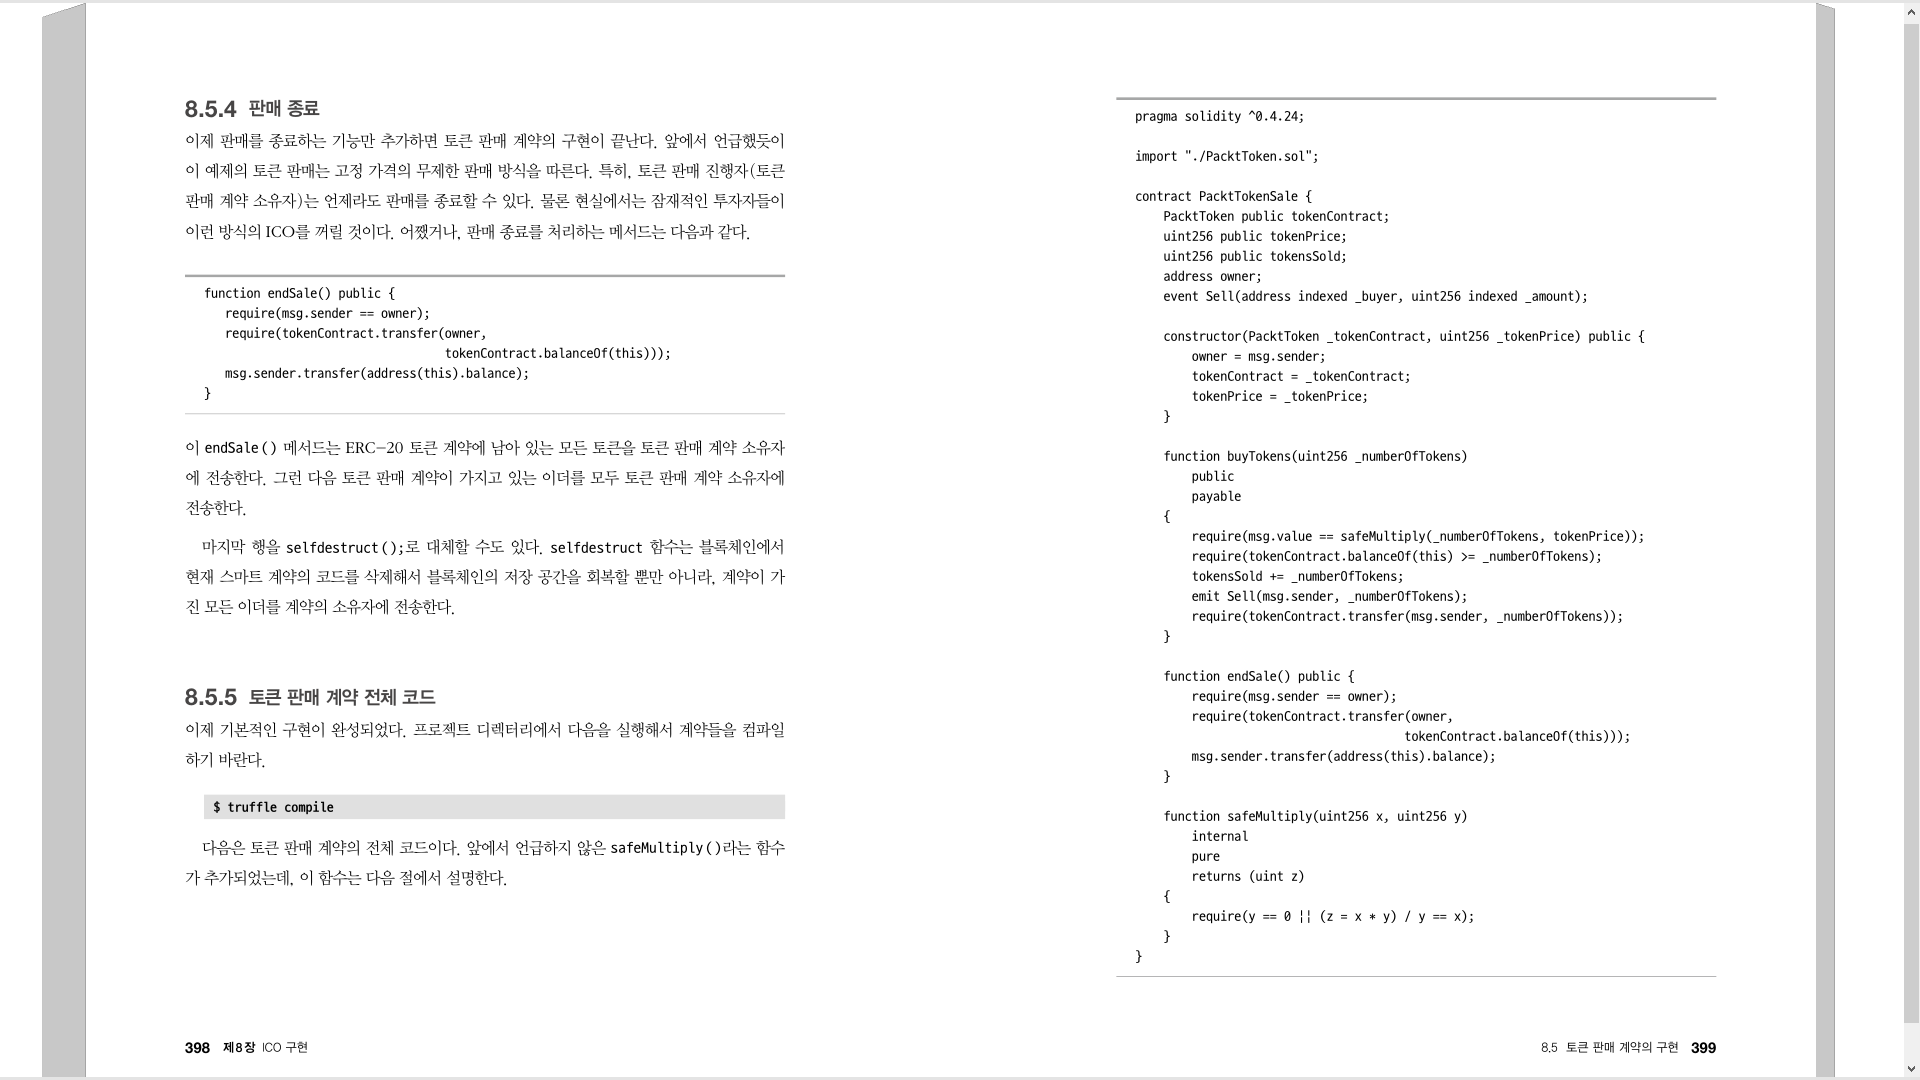 8.5.4 판매 종료
이제 판매를 종료하는 기능만 추가하면 토큰 판매 계약의 구현이 끝난다. 앞에서 언급했듯이
이 예제의 토큰 판매는 고정 가격의 무제한 판매 방식을 따른다. 특히, 토큰 판매 진행자(토큰
판매 계약 소유자)는 언제라도 판매를 종료할 수 있다. 물론 현실에서는 잠재적인 투자자들이
이런 방식의 ICO를 꺼릴 것이다. 어쨌거나, 판매 종료를 처리하는 메서드는 다음과 같다.
function endSale() public {
require(msg.sender == owner);
require(tokenContract.transfer(owner,
tokenContract.balanceOf(this)));
msg.sender.transfer(address(this).balance);
}
이 endSale() 메서드는 ERC-20 토큰 계약에 남아 있는 모든 토큰을 토큰 판매 계약 소유자
에 전송한다. 그런 다음 토큰 판매 계약이 가지고 있는 이더를 모두 토큰 판매 계약 소유자에
전송한다.
마지막 행을 selfdestruct();로 대체할 수도 있다. selfdestruct 함수는 블록체인에서
현재 스마트 계약의 코드를 삭제해서 블록체인의 저장 공간을 회복할 뿐만 아니라, 계약이 가
진 모든 이더를 계약의 소유자에 전송한다.
8.5.5 토큰 판매 계약 전체 코드
이제 기본적인 구현이 완성되었다. 프로젝트 디렉터리에서 다음을 실행해서 계약들을 컴파일
하기 바란다.
$ truffle compile
다음은 토큰 판매 계약의 전체 코드이다. 앞에서 언급하지 않은 safeMultiply()라는 함수
가 추가되었는데, 이 함수는 다음 절에서 설명한다.
398 제8장 ICO 구현
pragma solidity ^0.4.24;
import "./PacktToken.sol";
contract PacktTokenSale {
PacktToken public tokenContract;
uint256 public tokenPrice;
uint256 public tokensSold;
address owner;
event Sell(address indexed _buyer, uint256 indexed _amount);
constructor(PacktToken _tokenContract, uint256 _tokenPrice) public {
owner = msg.sender;
tokenContract = _tokenContract;
tokenPrice = _tokenPrice;
}
function buyTokens(uint256 _numberOfTokens)
public
payable
{
require(msg.value == safeMultiply(_numberOfTokens, tokenPrice));
require(tokenContract.balanceOf(this) >= _numberOfTokens);
tokensSold += _numberOfTokens;
emit Sell(msg.sender, _numberOfTokens);
require(tokenContract.transfer(msg.sender, _numberOfTokens));
}
function endSale() public {
require(msg.sender == owner);
require(tokenContract.transfer(owner,
tokenContract.balanceOf(this)));
msg.sender.transfer(address(this).balance);
}
function safeMultiply(uint256 x, uint256 y)
internal
pure
returns (uint z)
{
require(y == 0 || (z = x * y) / y == x);
}
}
8.5 토큰 판매 계약의 구현 399